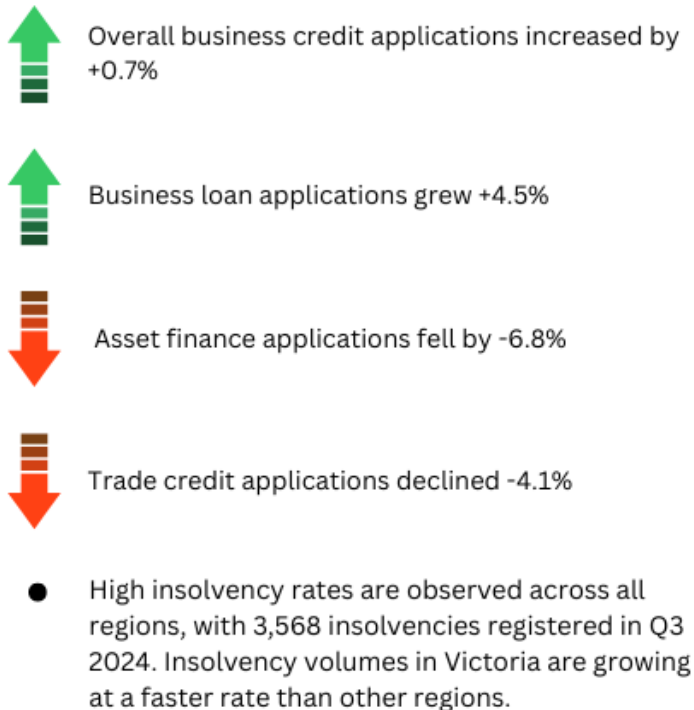 Overall business credit applications increased by
+0.7%
Business loan applications grew +4.5%
Asset finance applications fell by -6.8%
Trade credit applications declined -4.1%
High insolvency rates are observed across all
regions, with 3,568 insolvencies registered in Q3
2024. Insolvency volumes in Victoria are growing
at a faster rate than other regions.